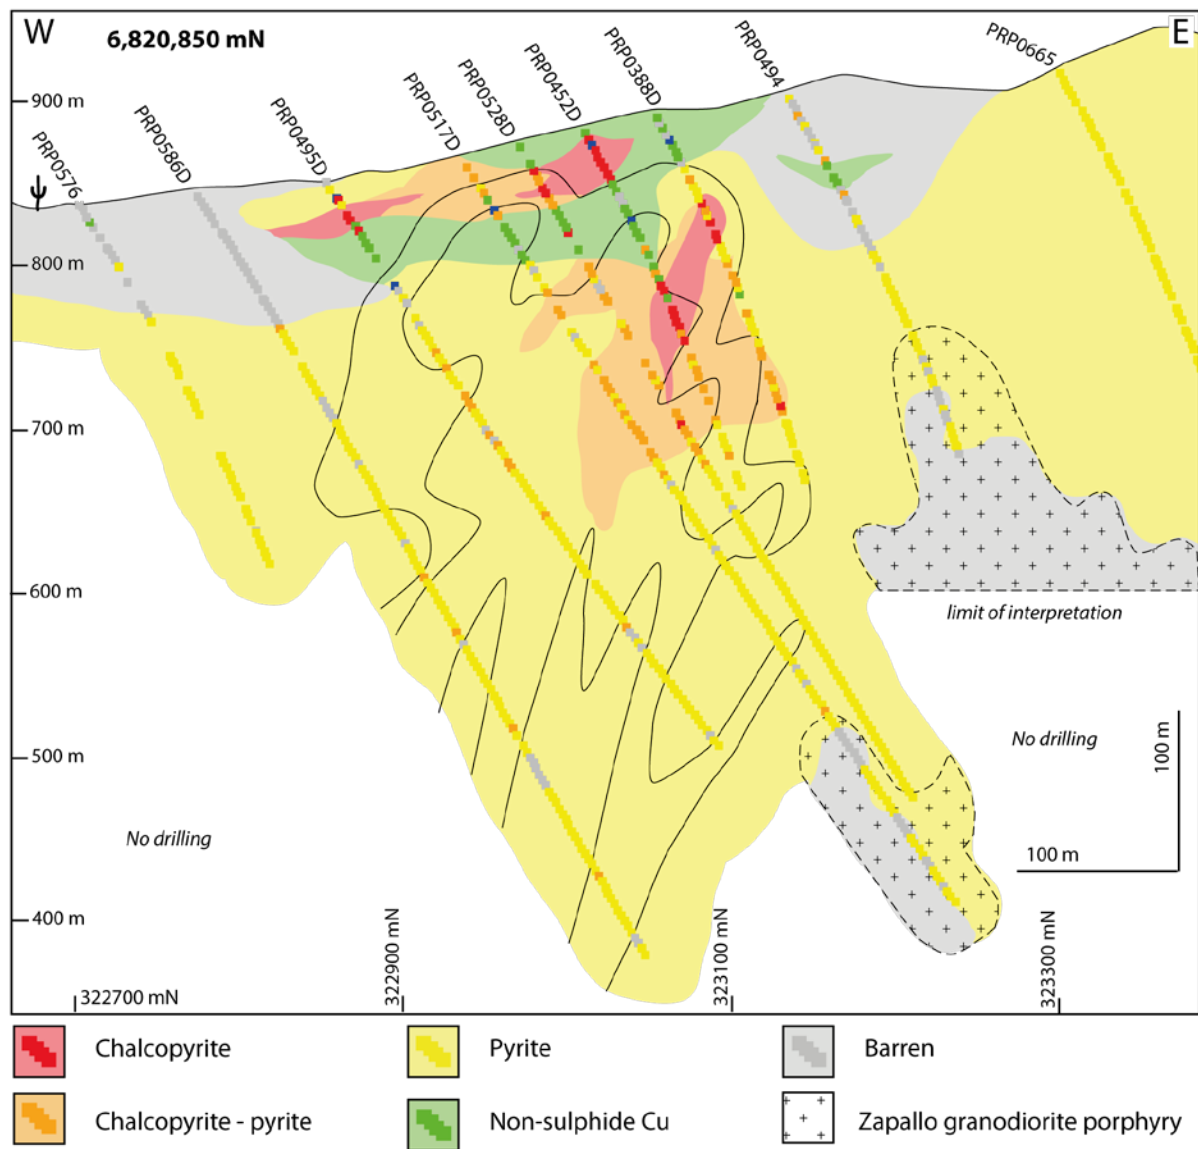 W
6,820,850 mN
E
PRP0576
PRP0586D
PRP0495D
PRP0517D
PRP0528D
PRP0452D
PRP0388D
PRP0494
PRP0665
900 m
800 m
700 m
600 m
500 m
400 m
limit of interpretation
No drilling
No drilling
100 m
100 m
322700 mN
322900 mN
323100 mN
323300 mN
Chalcopyrite
Pyrite
Barren
Chalcopyrite - pyrite
Non-sulphide Cu
Zapallo granodiorite porphyry